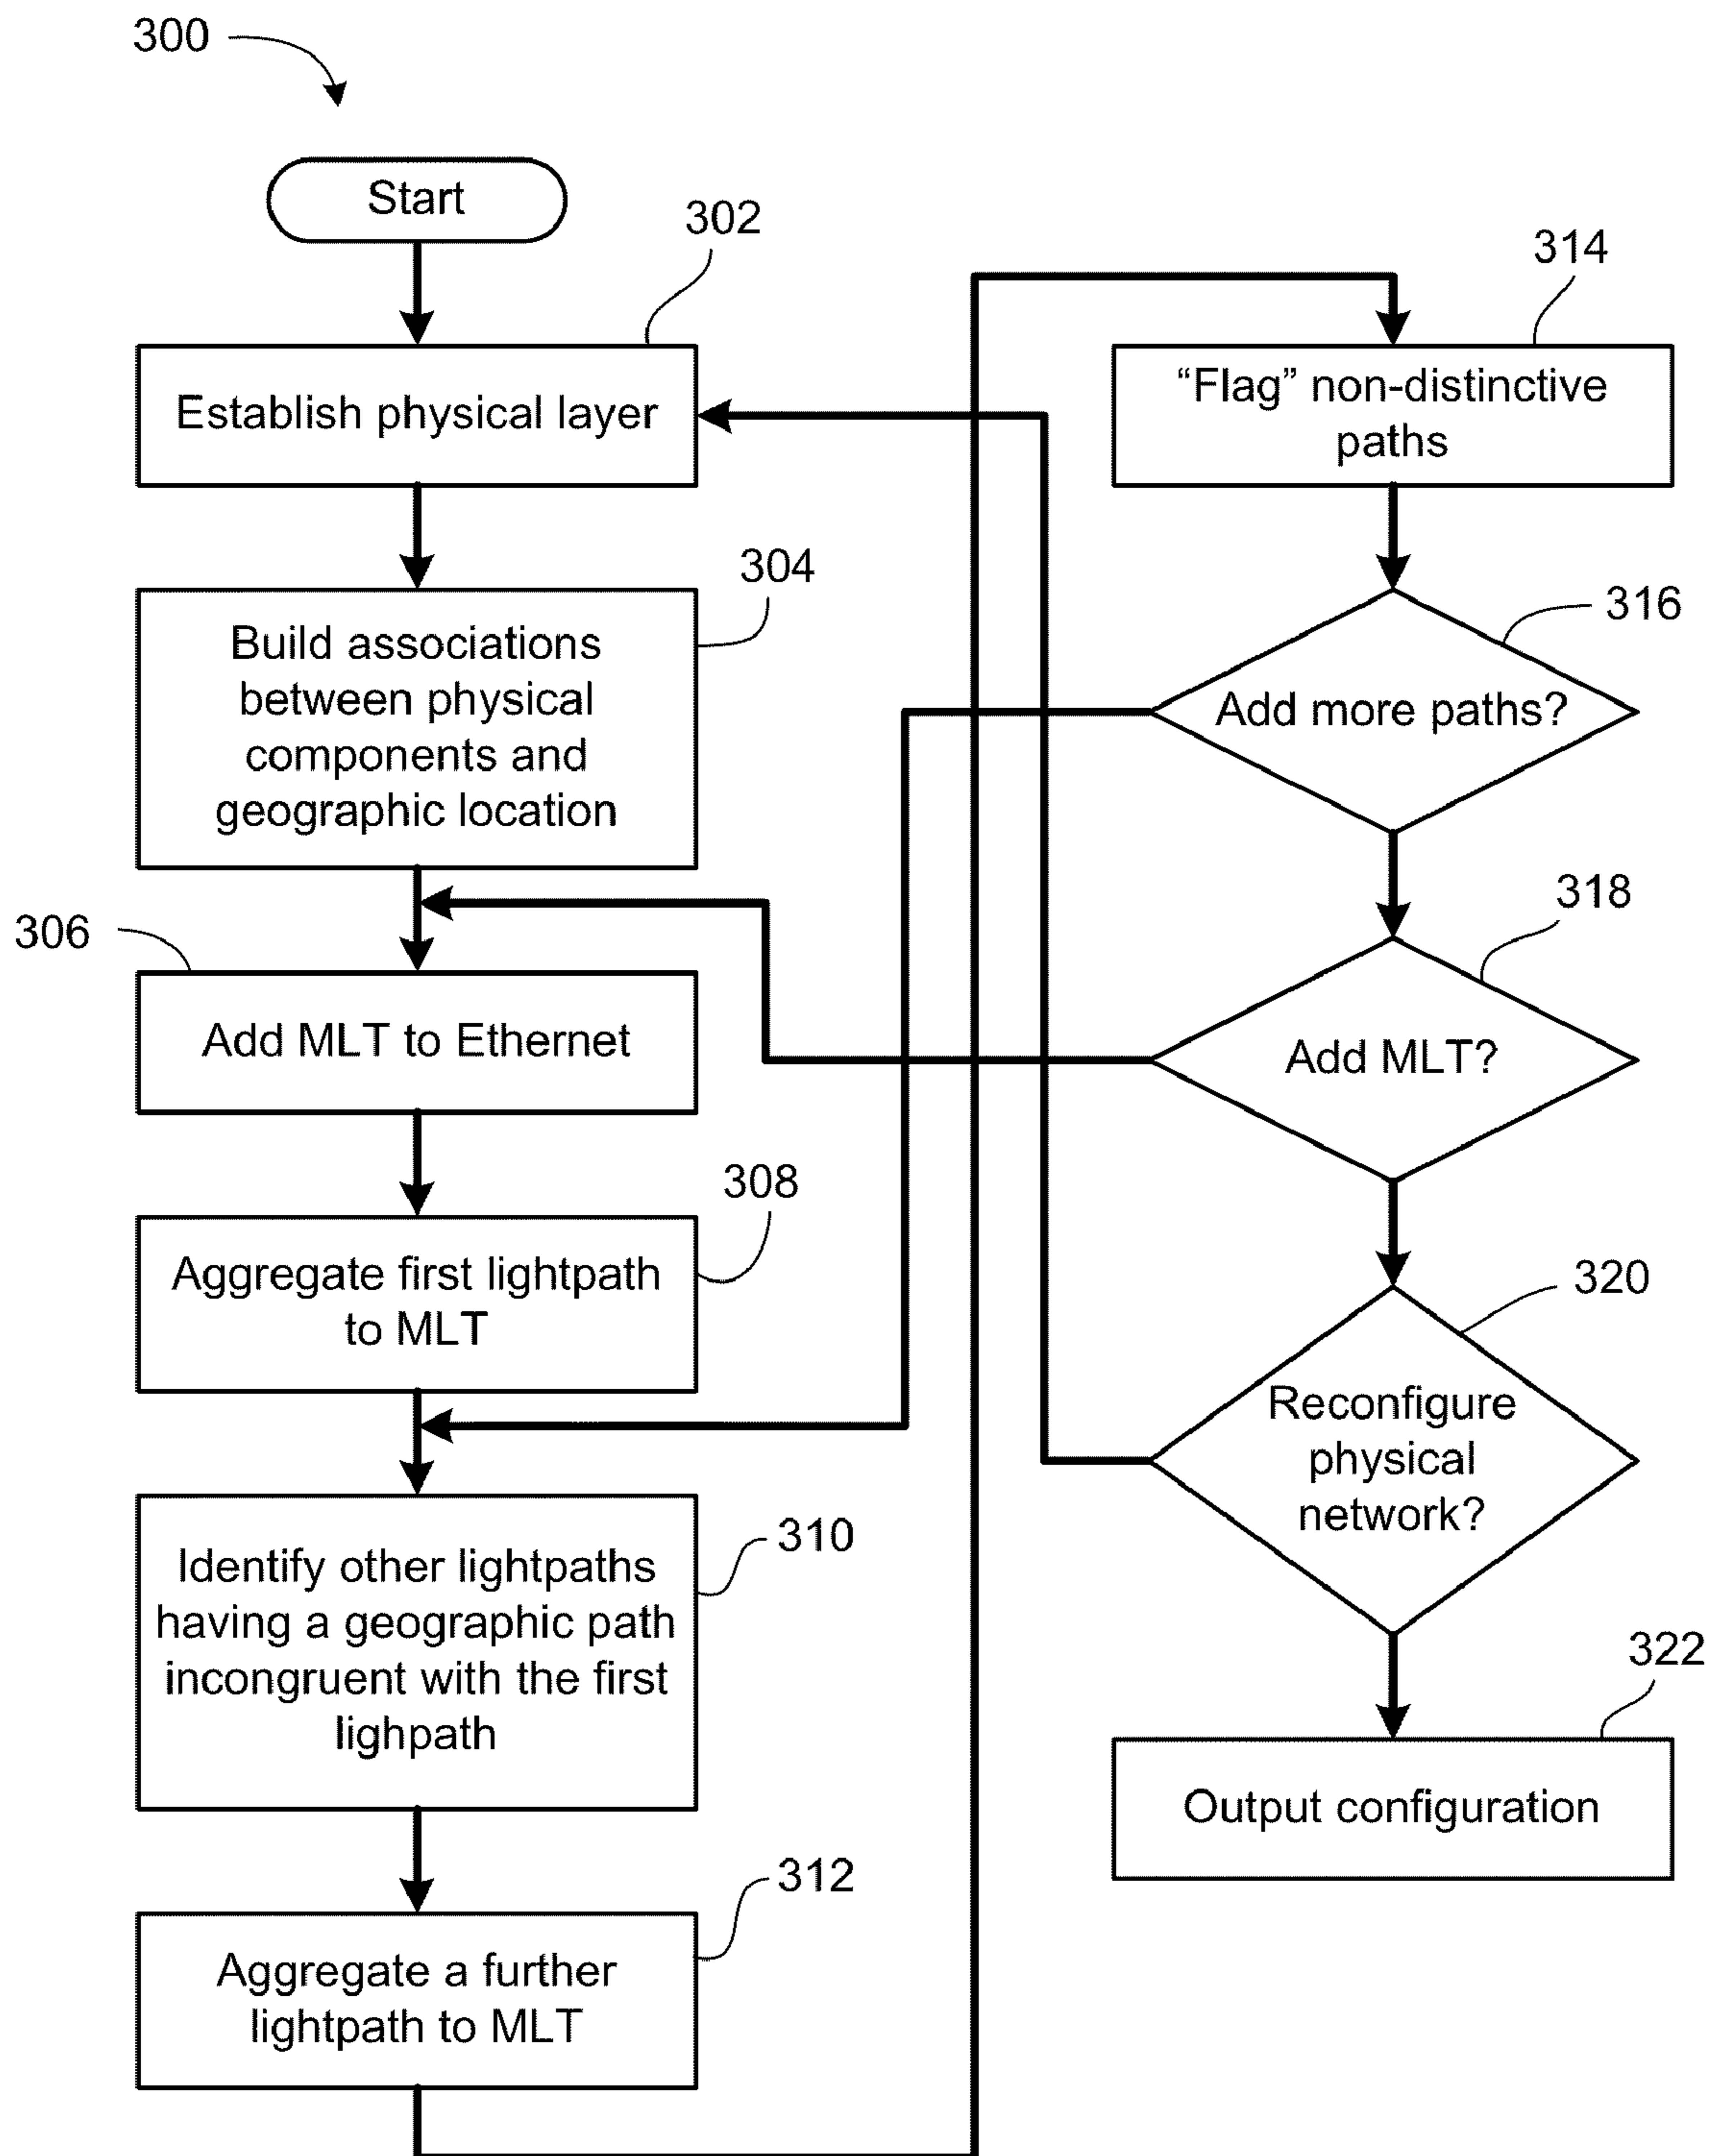 300
Start
302
Establish physical layer
304
Build associations
between physical
components and
geographic location
306
Add MLT to Ethernet
308
Aggregate first lightpath
to MLT
310
Identify other lightpaths
having a geographic path
incongruent with the first
lighpath
312
Aggregate a further
lightpath to MLT
314
“Flag” non-distinctive
paths
316
Add more paths?
318
Add MLT?
320
Reconfigure
physical
network?
322
Output configuration